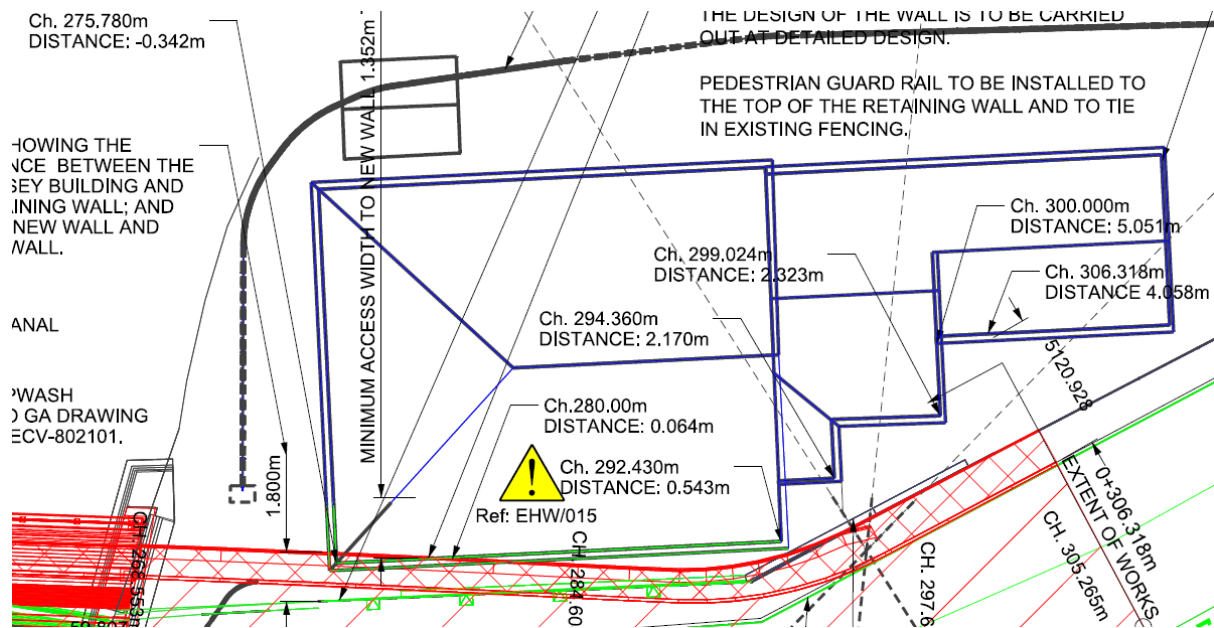 Ch. 275.780m
DISTANCE: -0.342m
THE DESIGN OF THE WALL IS TO BE CARRIED
OUT AT DETAILED DESIGN.
PEDESTRIAN GUARD RAIL TO BE INSTALLED TO
THE TOP OF THE RETAINING WALL AND TO TIE
IN EXISTING FENCING.
HOWING THE
NCE BETWEEN THE
SEY BUILDING AND
AINING WALL; AND
NEW WALL AND
WALL.
ANAL
PWASH
O GA DRAWING
ECV-802101.
MINIMUM ACCESS WIDTH TO NEW WALL 1.352m
Ch. 300.000m
DISTANCE: 5.051m
Ch. 299.024m
DISTANCE: 2.323m
Ch. 306.318m
DISTANCE 4.058m
Ch. 294.360m
DISTANCE: 2.170m
5120.928
Ch.280.00m
DISTANCE: 0.064m
Ch. 292.430m
DISTANCE: 0.543m
!
Ref: EHW/015
1.800m
0+306.318m
EXTENT OF WORKS
CH. 305.265m
CH. 268.553m
CH. 284.60
CH. 297.6